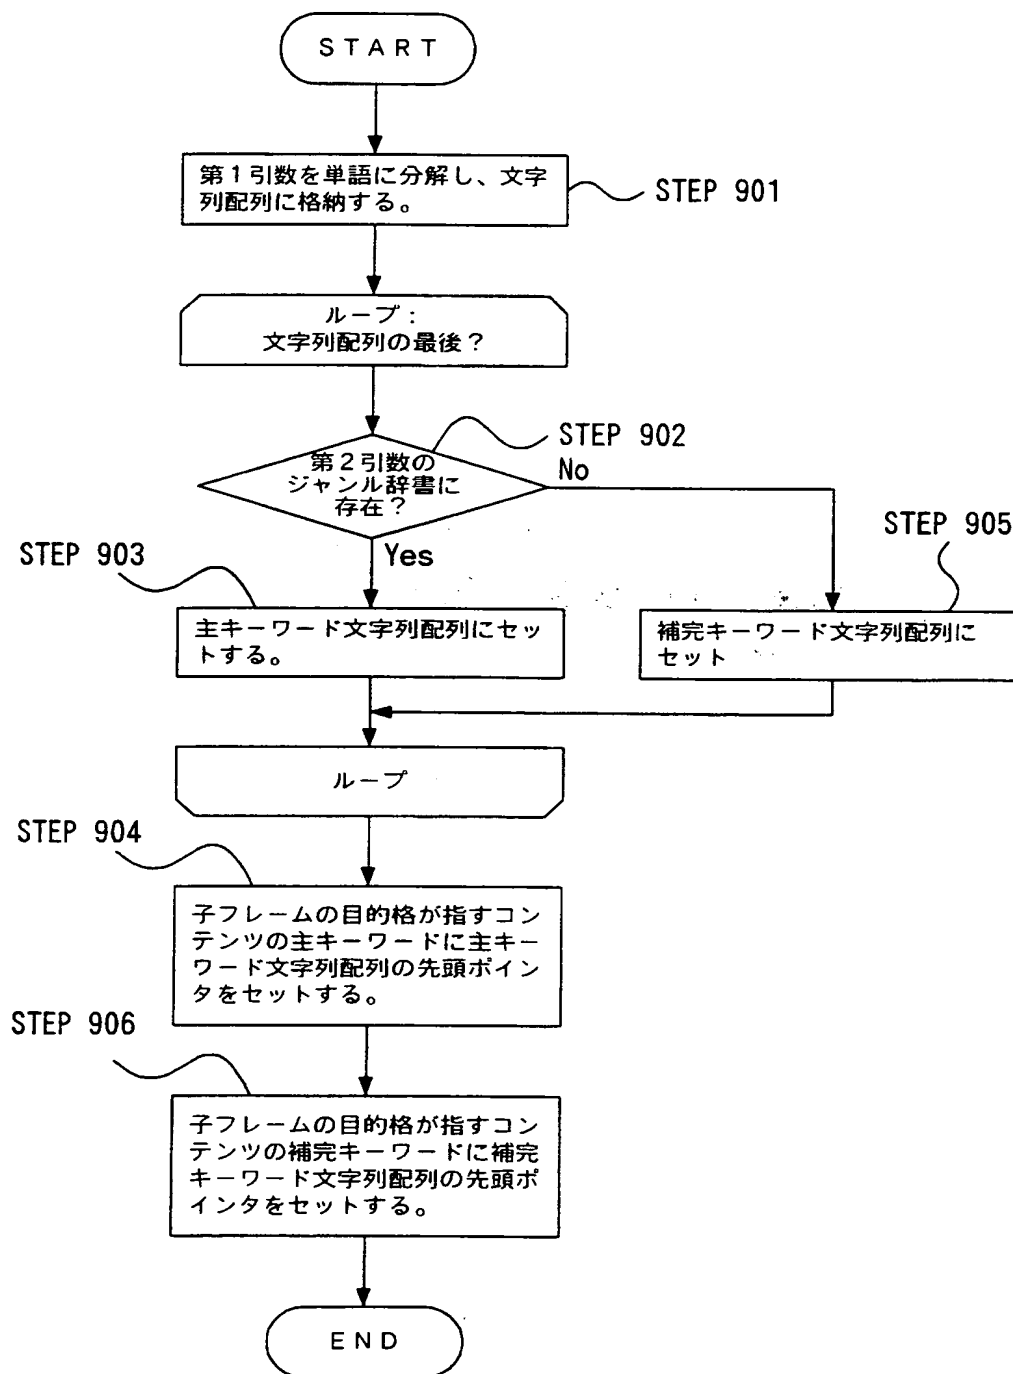 START
第1引数を単語に分解し、文字
列配列に格納する。
STEP 901
ループ:
文字列配列の最後?
STEP 902
第2引数の
ジャンル辞書に
存在?
No
Yes
STEP 903
STEP 905
主キーワード文字列配列にセッ
トする。
補完キーワード文字列配列に
セット
ループ
STEP 904
子フレームの目的格が指すコン
テンツの主キーワードに主キー
ワード文字列配列の先頭ポイン
タをセットする。
STEP 906
子フレームの目的格が指すコン
テンツの補完キーワードに補完
キーワード文字列配列の先頭ポ
インタをセットする。
END